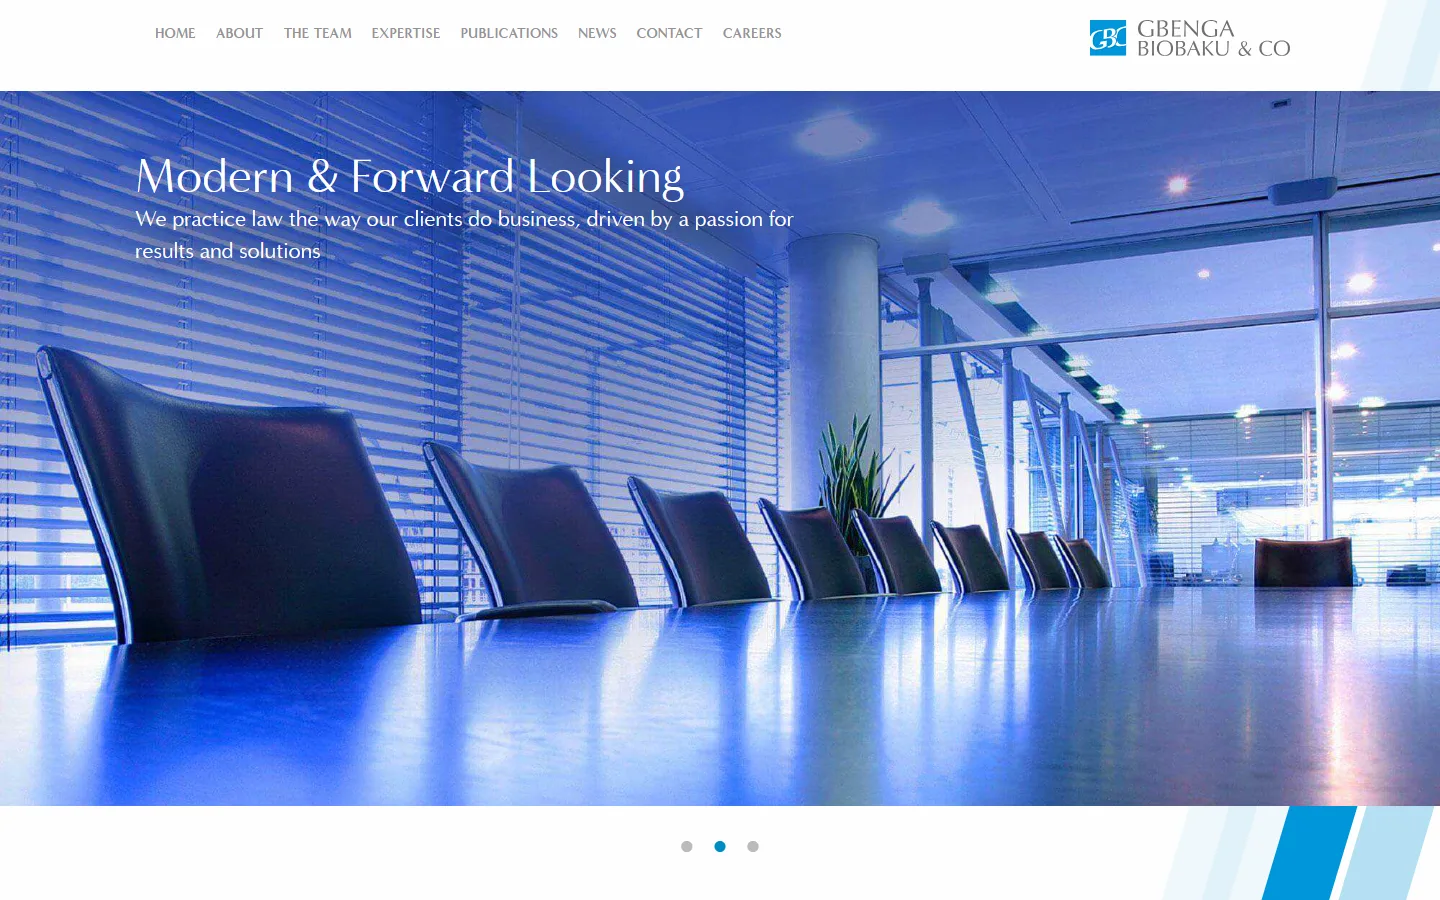 HOME ABOUT THE TEAM EXPERTISE PUBLICATIONS NEWS CONTACT CAREERS
GBC GBENGA
BIOBAKU & CO
Modern & Forward Looking
We practice law the way our clients do business, driven by a passion for
results and solutions